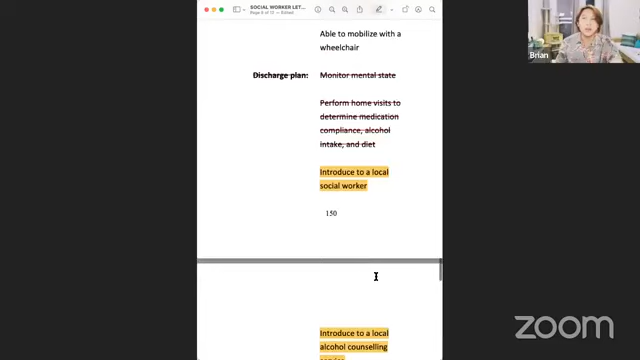 SOCIAL WORKER LET...
Page 9 of 10 — Edited
Able to mobilize with a
wheelchair
Discharge plan: Monitor mental state
Perform home visits to
determine medication
compliance, alcohol
intake, and diet
Introduce to a local
social worker
150
Introduce to a local
alcohol counselling
service
Brian
zoom